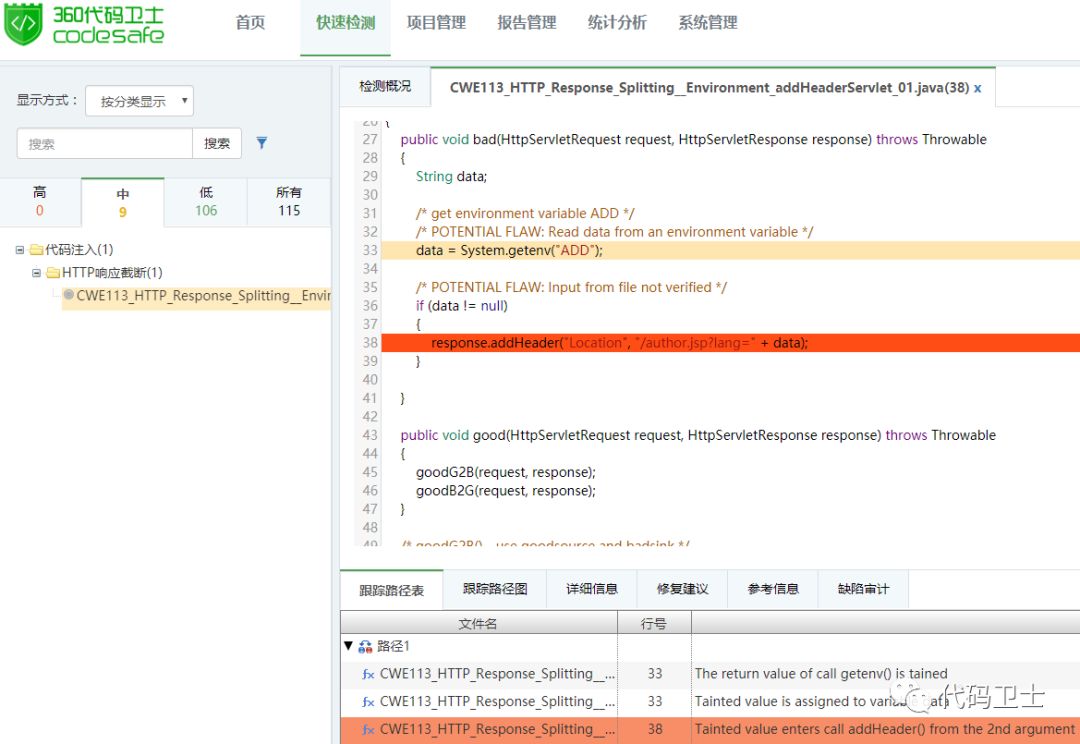 360代码卫士
codesafe
首页 快速检测 项目管理 报告管理 统计分析 系统管理
显示方式： 按分类显示
搜索 搜索
高 中 低 所有
0 9 106 115
代码注入(1)
HTTP响应截断(1)
CWE113_HTTP_Response_Splitting__Envir
检测概况 CWE113_HTTP_Response_Splitting__Environment_addHeaderServlet_01.java(38) x
26 {
27 public void bad(HttpServletRequest request, HttpServletResponse response) throws Throwable
28 {
29 String data;
30
31 /* get environment variable ADD */
32 /* POTENTIAL FLAW: Read data from an environment variable */
33 data = System.getenv("ADD");
34
35 /* POTENTIAL FLAW: Input from file not verified */
36 if (data != null)
37 {
38 response.addHeader("Location", "/author.jsp?lang=" + data);
39 }
40
41 }
42
43 public void good(HttpServletRequest request, HttpServletResponse response) throws Throwable
44 {
45 goodG2B(request, response);
46 goodB2G(request, response);
47 }
48
49 /* goodG2B() - use goodsource and badsink */
跟踪路径表 跟踪路径图 详细信息 修复建议 参考信息 缺陷审计
文件名 行号
路径1
fx CWE113_HTTP_Response_Splitting__... 33 The return value of call getenv() is tained
fx CWE113_HTTP_Response_Splitting__... 33 Tainted value is assigned to variable data
fx CWE113_HTTP_Response_Splitting__... 38 Tainted value enters call addHeader() from the 2nd argument
代码卫士